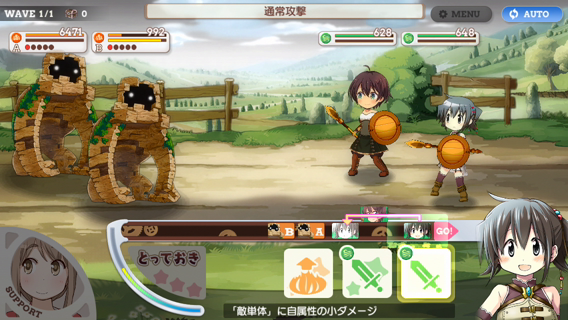 WAVE 1/1 0
通常攻撃
MENU
AUTO
6471
A
992
B
628
648
B A
GO!
とっておき
SUPPORT
「敵単体」に自属性の小ダメージ